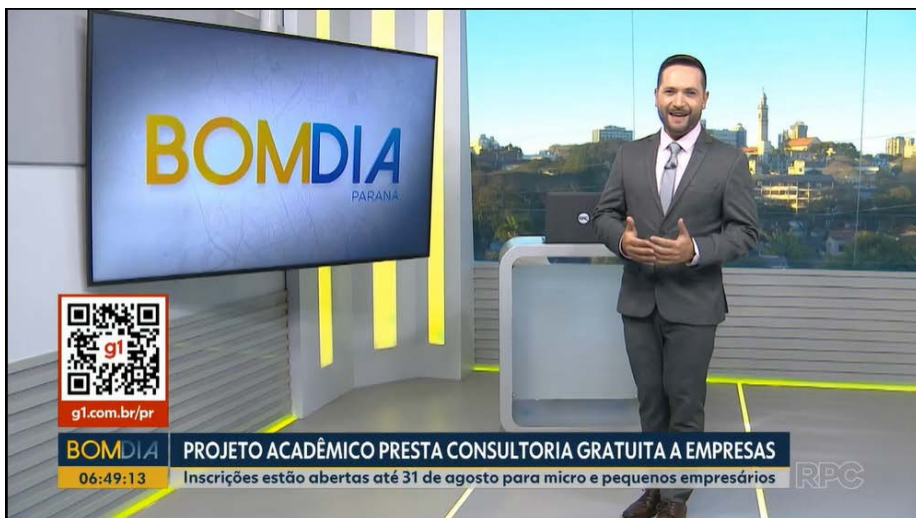 BOMDIA
PARANÁ
RPC
g1
g1.com.br/pr
BOMDIA
PROJETO ACADÊMICO PRESTA CONSULTORIA GRATUITA A EMPRESAS
06:49:13
Inscrições estão abertas até 31 de agosto para micro e pequenos empresários
RPC